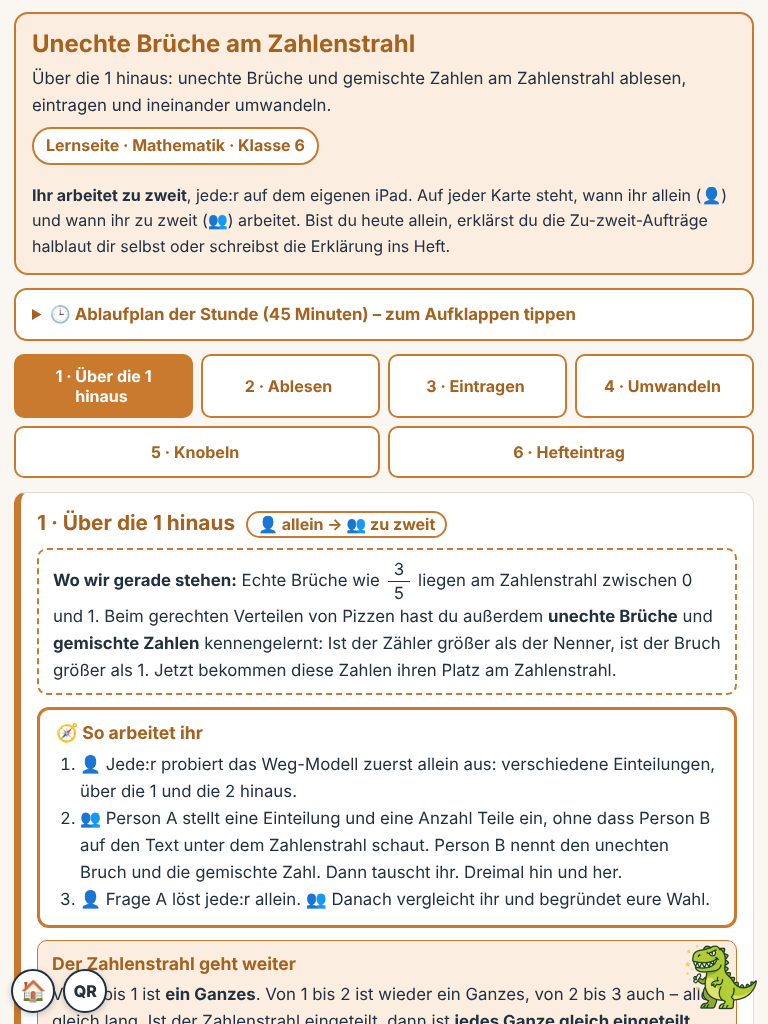 Unechte Brüche am Zahlenstrahl
Über die 1 hinaus: unechte Brüche und gemischte Zahlen am Zahlenstrahl ablesen,
eintragen und ineinander umwandeln.
Lernseite · Mathematik · Klasse 6
Ihr arbeitet zu zweit, jede:r auf dem eigenen iPad. Auf jeder Karte steht, wann ihr allein (👤)
und wann ihr zu zweit (👥) arbeitet. Bist du heute allein, erklärst du die Zu-zweit-Aufträge
halblaut dir selbst oder schreibst die Erklärung ins Heft.
▶ 🕒 Ablaufplan der Stunde (45 Minuten) – zum Aufklappen tippen
1 · Über die 1
hinaus
2 · Ablesen
3 · Eintragen
4 · Umwandeln
5 · Knobeln
6 · Hefteintrag
1 · Über die 1 hinaus 👤 allein → 👥 zu zweit
Wo wir gerade stehen: Echte Brüche wie 3/5 liegen am Zahlenstrahl zwischen 0
und 1. Beim gerechten Verteilen von Pizzen hast du außerdem unechte Brüche und
gemischte Zahlen kennengelernt: Ist der Zähler größer als der Nenner, ist der Bruch
größer als 1. Jetzt bekommen diese Zahlen ihren Platz am Zahlenstrahl.
🧭 So arbeitet ihr
1. 👤 Jede:r probiert das Weg-Modell zuerst allein aus: verschiedene Einteilungen,
über die 1 und die 2 hinaus.
2. 👥 Person A stellt eine Einteilung und eine Anzahl Teile ein, ohne dass Person B
auf den Text unter dem Zahlenstrahl schaut. Person B nennt den unechten
Bruch und die gemischte Zahl. Dann tauscht ihr. Dreimal hin und her.
3. 👤 Frage A löst jede:r allein. 👥 Danach vergleicht ihr und begründet eure Wahl.
Der Zahlenstrahl geht weiter
bis 1 ist ein Ganzes. Von 1 bis 2 ist wieder ein Ganzes, von 2 bis 3 auch –
gleich lang. Ist der Zahlenstrahl eingeteilt, dann ist jedes Ganze gleich eingeteilt
QR